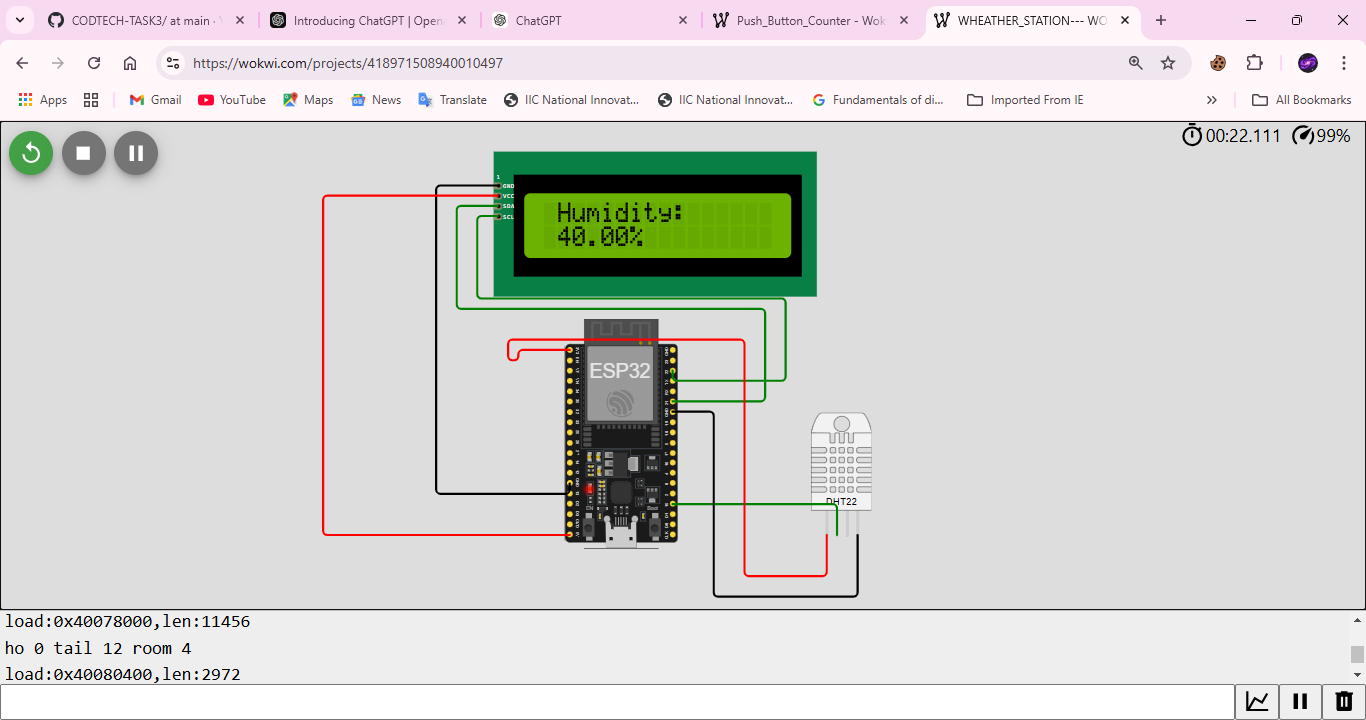 CODTECH-TASK3/ at main ·
Introducing ChatGPT | Open
ChatGPT
Push_Button_Counter - Wok
WHEATHER_STATION--- WO
https://wokwi.com/projects/418971508940010497
Apps
Gmail
YouTube
Maps
News
Translate
IIC National Innovat...
IIC National Innovat...
Fundamentals of di...
Imported From IE
All Bookmarks
00:22.111
99%
1
GND
VCC
SDA
SCL
Humidity:
40.00%
ESP32
EN
Boot
DHT22
load:0x40078000,len:11456
ho 0 tail 12 room 4
load:0x40080400,len:2972